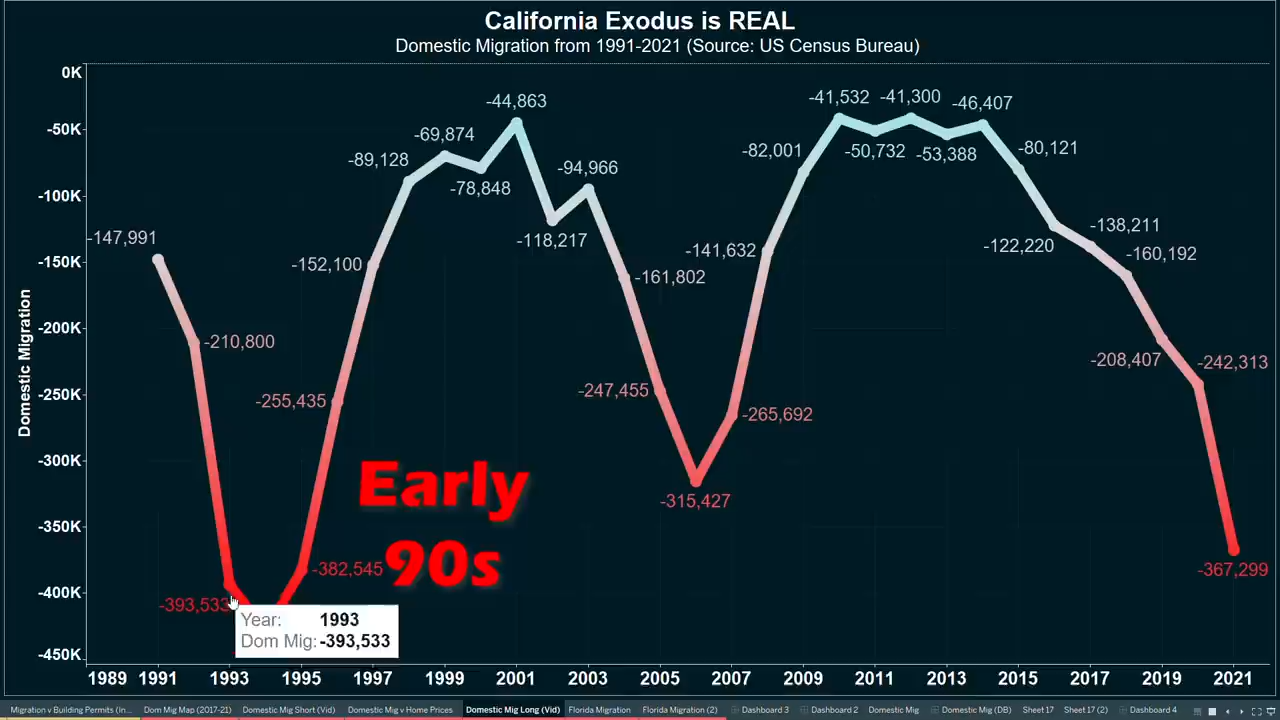 California Exodus is REAL
Domestic Migration from 1991-2021 (Source: US Census Bureau)
Domestic Migration
0K
-50K
-100K
-150K
-200K
-250K
-300K
-350K
-400K
-450K
-147,991
-210,800
-393,533
-382,545
-255,435
-152,100
-89,128
-69,874
-78,848
-44,863
-118,217
-94,966
-161,802
-247,455
-315,427
-265,692
-141,632
-82,001
-41,532
-50,732
-41,300
-53,388
-46,407
-80,121
-122,220
-138,211
-160,192
-208,407
-242,313
-367,299
Early
90s
Year: 1993
Dom Mig: -393,533
1989 1991 1993 1995 1997 1999 2001 2003 2005 2007 2009 2011 2013 2015 2017 2019 2021
Migration v Building Permits (In... Dom Mig Map (2017-21) Domestic Mig Short (Vid) Domestic Mig v Home Prices Domestic Mig Long (Vid) Florida Migration Florida Migration (2) Dashboard 3 Dashboard 2 Domestic Mig Domestic Mig (DB) Sheet 17 Sheet 17 (2) Dashboard 4